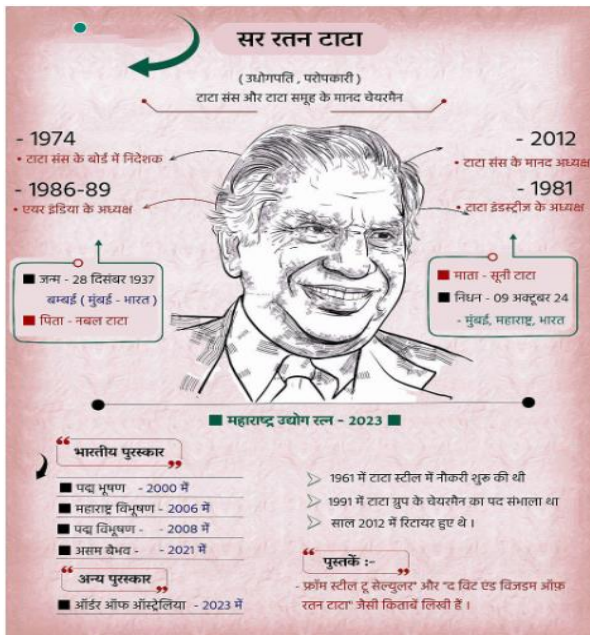 सर रतन टाटा
( उधोगपति , परोपकारी )
टाटा संस और टाटा समूह के मानद चेयरमैन
- 1974
• टाटा संस के बोर्ड में निदेशक
- 1986-89
• एयर इंडिया के अध्यक्ष
- 2012
• टाटा संस के मानद अध्यक्ष
- 1981
• टाटा इंडस्ट्रीज के अध्यक्ष
■ जन्म - 28 दिसंबर 1937
बम्बई ( मुंबई - भारत )
■ पिता - नबल टाटा
■ माता - सूनी टाटा
■ निधन - 09 अक्टूबर 24
- मुंबई, महाराष्ट्र, भारत
■ महाराष्ट्र उद्योग रत्न - 2023 ■
“ भारतीय पुरस्कार ”
■ पद्म भूषण - 2000 में
■ महाराष्ट्र विभूषण - 2006 में
■ पद्म विभूषण - - 2008 में
■ असम बैभव - - 2021 में
“ अन्य पुरस्कार ”
■ ऑर्डर ऑफ ऑस्ट्रेलिया - 2023 में
➢ 1961 में टाटा स्टील में नौकरी शुरू की थी
➢ 1991 में टाटा ग्रुप के चेयरमैन का पद संभाला था
➢ साल 2012 में रिटायर हुए थे ।
“ पुस्तकें :- ”
- फ्रॉम स्टील टू सेल्युलर" और "द विट एंड विजडम ऑफ़
रतन टाटा" जैसी किताबें लिखी हैं ।